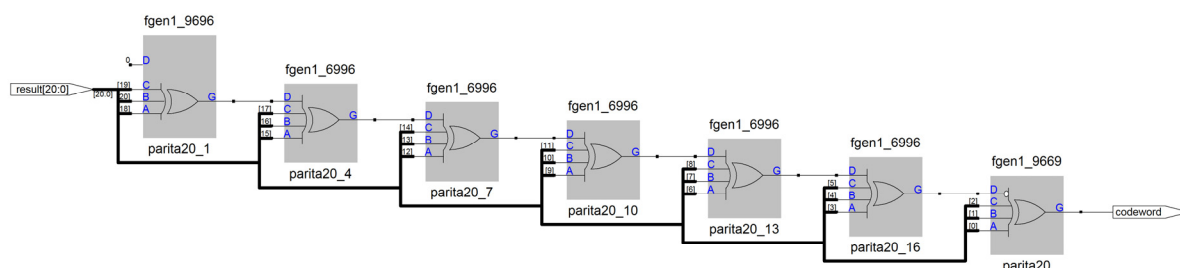 fgen1_9696
0
D
result[20:0]
[20:0]
[19]
C
[20]
B
[18]
A
G
parita20_1
fgen1_6996
D
[17]
C
[16]
B
[15]
A
G
parita20_4
fgen1_6996
D
[14]
C
[13]
B
[12]
A
G
parita20_7
fgen1_6996
D
[11]
C
[10]
B
[9]
A
G
parita20_10
fgen1_6996
D
[8]
C
[7]
B
[6]
A
G
parita20_13
fgen1_6996
D
[5]
C
[4]
B
[3]
A
G
parita20_16
fgen1_9669
D
[2]
C
[1]
B
[0]
A
G
parita20
codeword